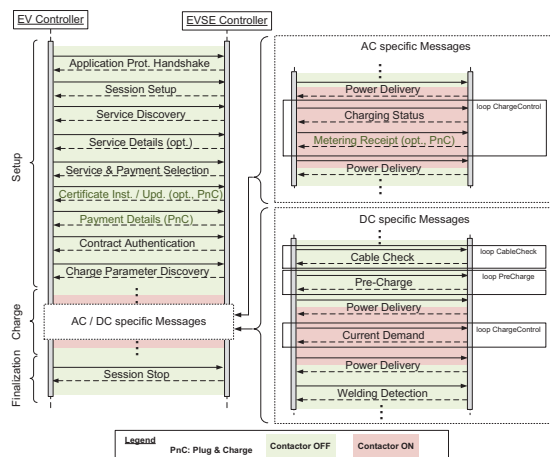 EV Controller
EVSE Controller
Application Prot. Handshake
Session Setup
Service Discovery
Service Details (opt.)
Service & Payment Selection
Certificate Inst. / Upd. (opt., PnC)
Payment Details (PnC)
Contract Authentication
Charge Parameter Discovery
AC / DC specific Messages
Session Stop
Setup
Charge
Finalization
AC specific Messages
Power Delivery
loop ChargeControl
Charging Status
Metering Receipt (opt., PnC)
Power Delivery
DC specific Messages
loop CableCheck
Cable Check
loop PreCharge
Pre-Charge
Power Delivery
loop ChargeControl
Current Demand
Power Delivery
Welding Detection
Legend
PnC: Plug & Charge
Contactor OFF
Contactor ON